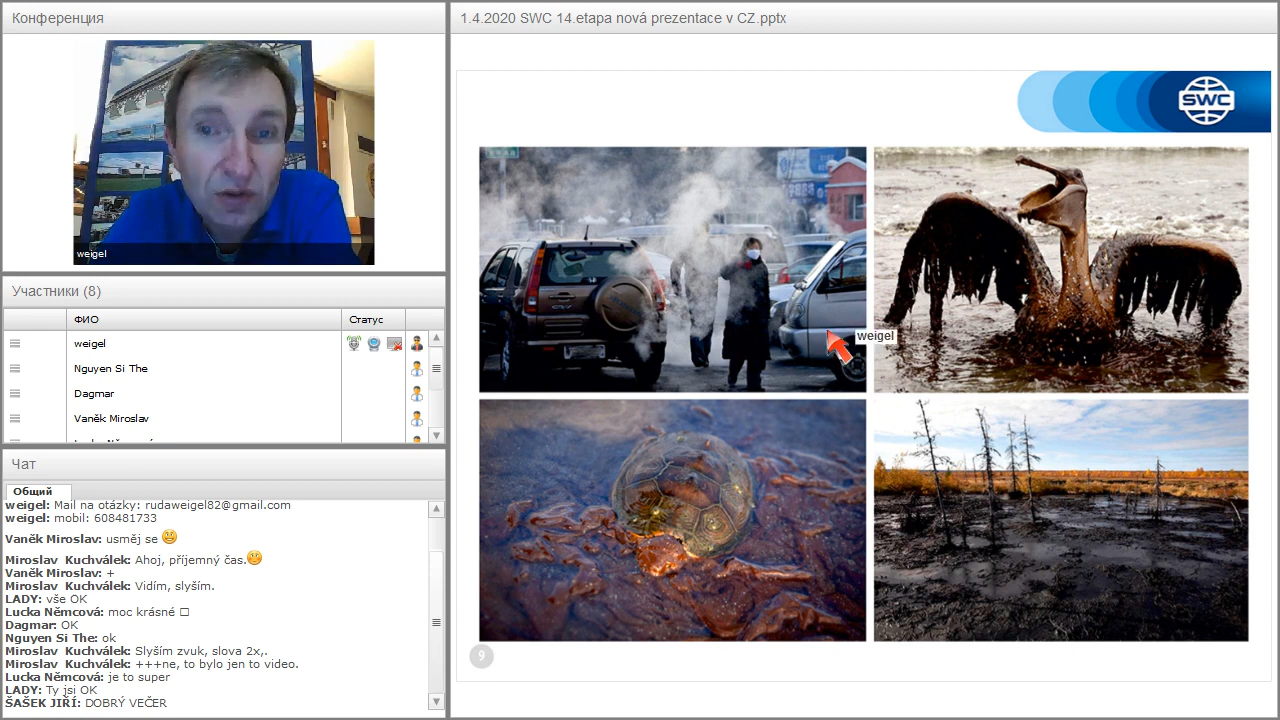 Конференция
weigel
Участники (8)
ФИО
Статус
weigel
Nguyen Si The
Dagmar
Vaněk Miroslav
Чат
Общий
weigel: Mail na otázky: rudaweigel82@gmail.com
weigel: mobil: 608481733
Vaněk Miroslav: usměj se
Miroslav Kuchválek: Ahoj, příjemný čas.
Vaněk Miroslav: +
Miroslav Kuchválek: Vidím, slyším.
LADY: vše OK
Lucka Němcová: moc krásné □
Dagmar: OK
Nguyen Si The: ok
Miroslav Kuchválek: Slyším zvuk, slova 2x,.
Miroslav Kuchválek: +++ne, to bylo jen to video.
Lucka Němcová: je to super
LADY: Ty jsi OK
ŠAŠEK JIŘÍ: DOBRÝ VEČER
1.4.2020 SWC 14.etapa nová prezentace v CZ.pptx
SWC
weigel
9